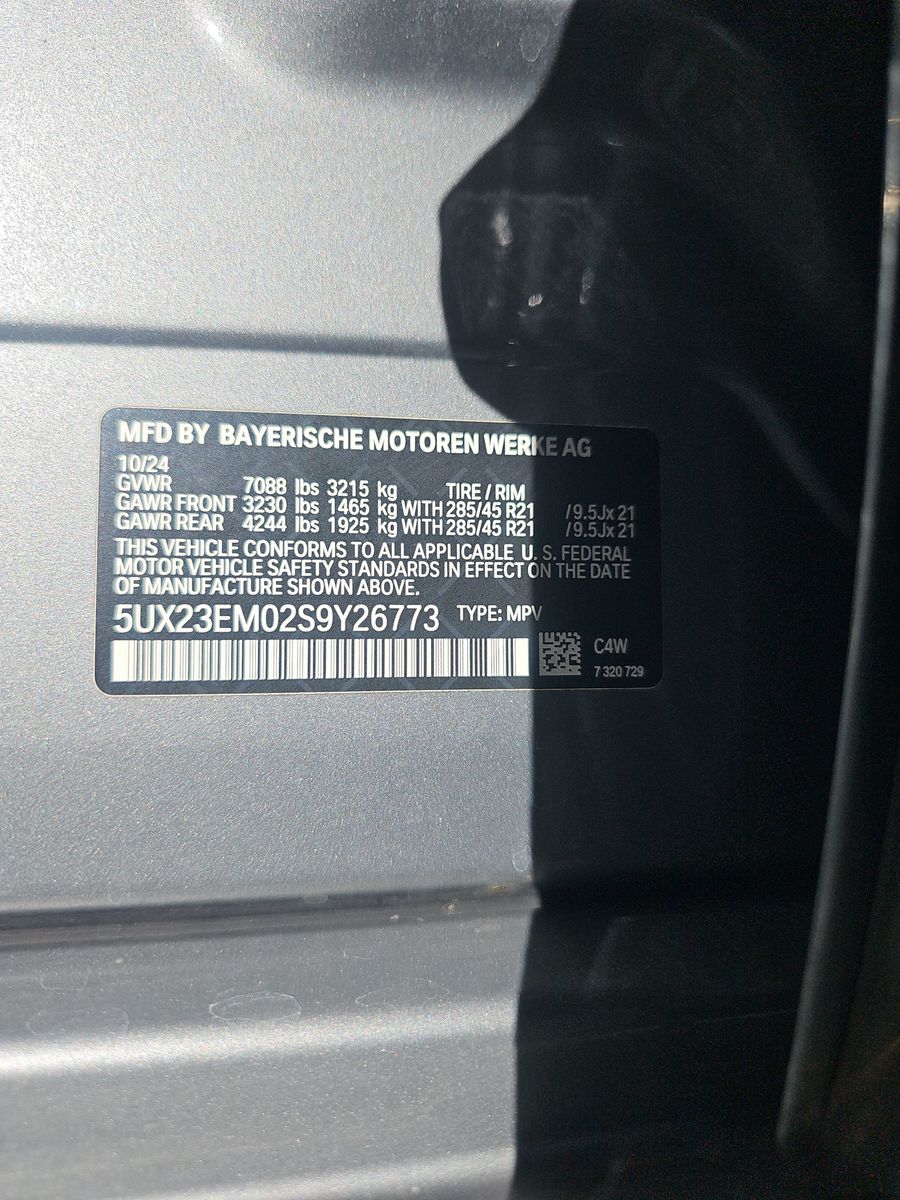 MFD BY BAYERISCHE MOTOREN WERKE AG
10/24
GVWR 7088 lbs 3215 kg TIRE / RIM
GAWR FRONT 3230 lbs 1465 kg WITH 285/45 R21 /9.5Jx21
GAWR REAR 4244 lbs 1925 kg WITH 285/45 R21 /9.5Jx21
THIS VEHICLE CONFORMS TO ALL APPLICABLE U. S. FEDERAL
MOTOR VEHICLE SAFETY STANDARDS IN EFFECT ON THE DATE
OF MANUFACTURE SHOWN ABOVE.
5UX23EM02S9Y26773 TYPE: MPV
C4W
7 320 729